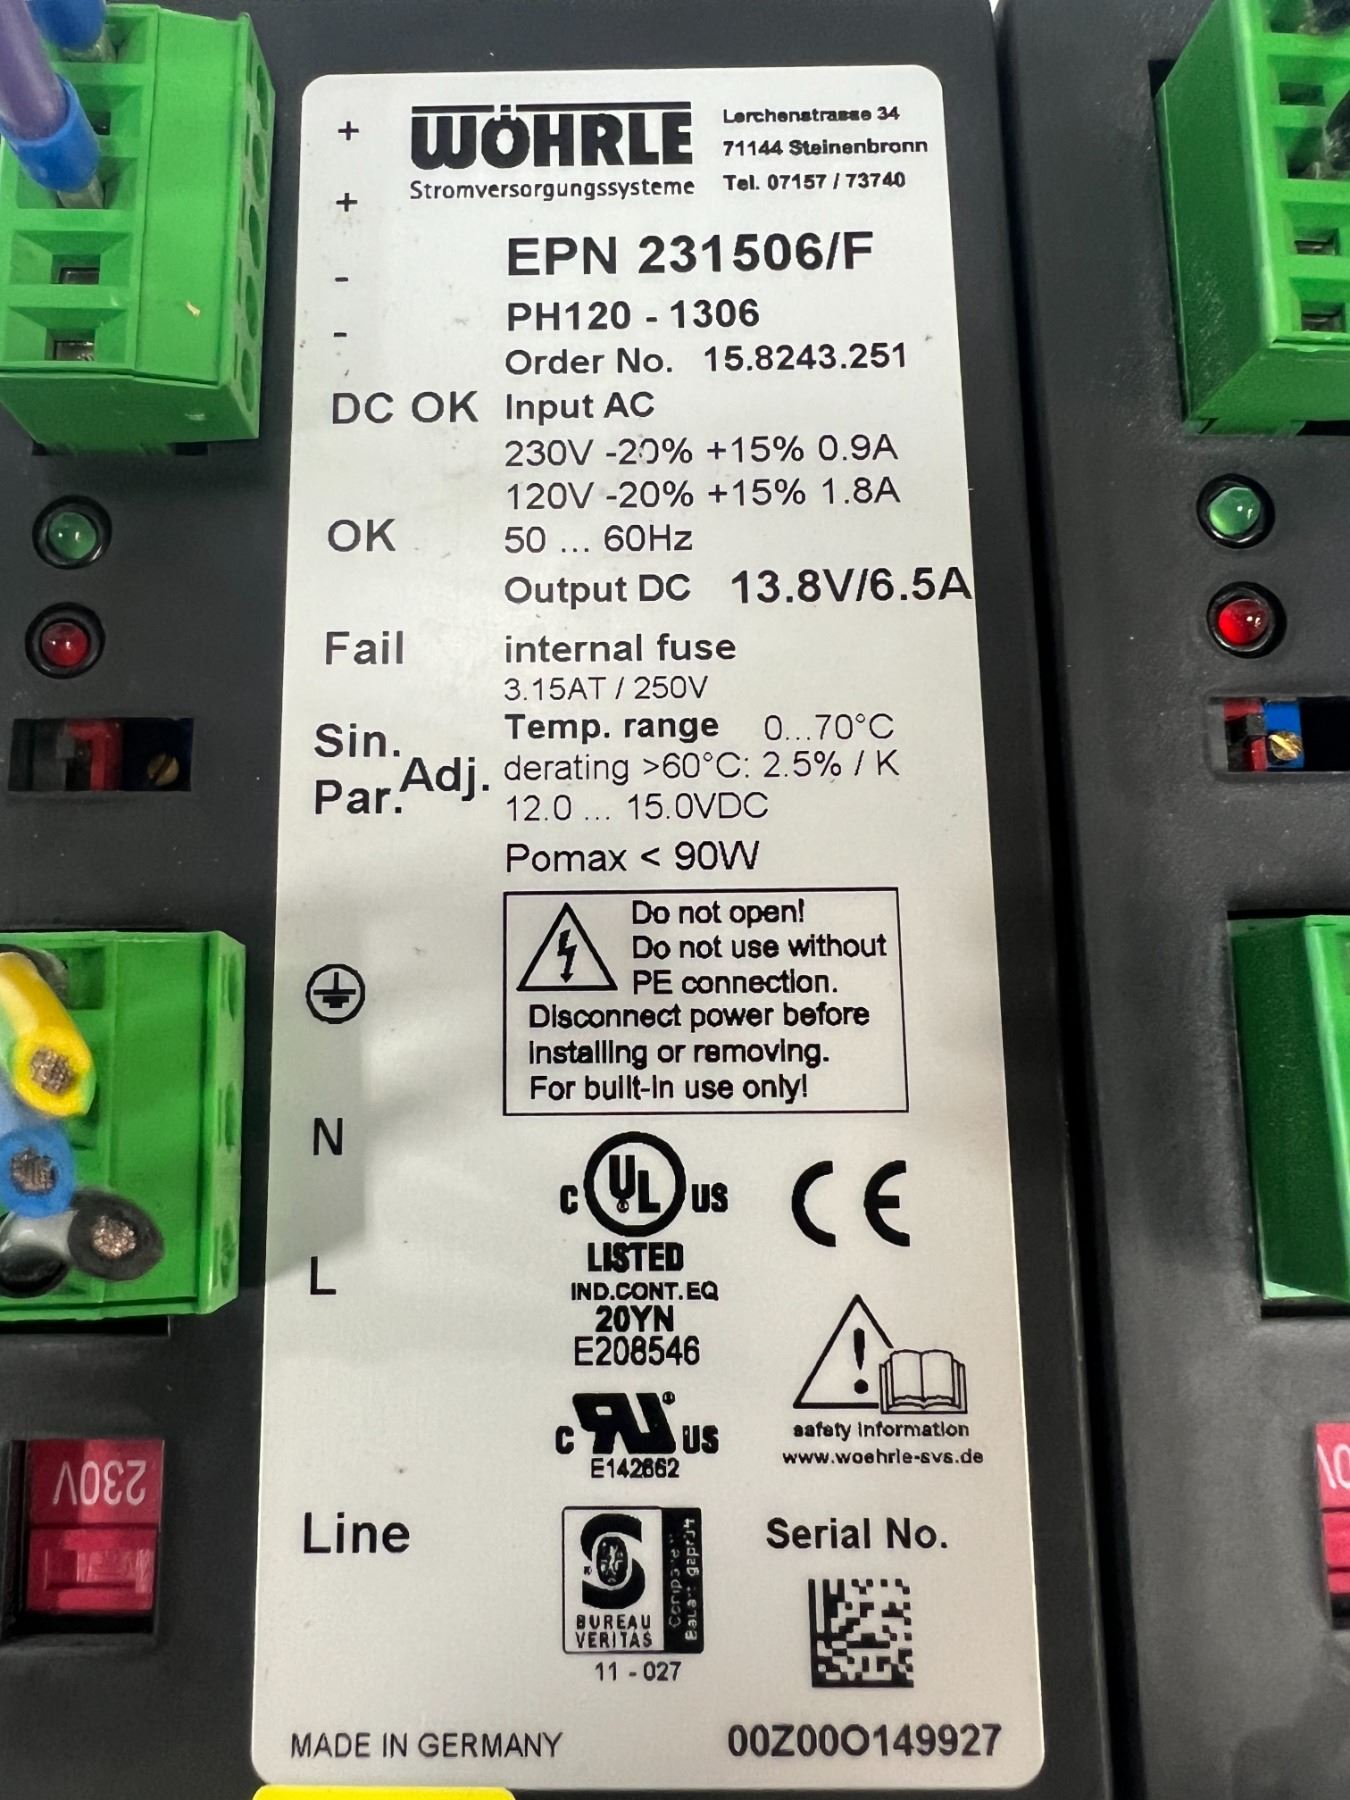 WÖHRLE
Stromversorgungssysteme
Lerchenstrasse 34
71144 Steinenbronn
Tel. 07157 / 73740
+
+
-
-
EPN 231506/F
PH120 - 1306
Order No. 15.8243.251
DC OK
Input AC
230V -20% +15% 0.9A
120V -20% +15% 1.8A
OK
50 ... 60Hz
Output DC 13.8V/6.5A
Fail
internal fuse
3.15AT / 250V
Sin.
Par.
Adj.
Temp. range 0...70°C
derating >60°C: 2.5% / K
12.0 ... 15.0VDC
Pomax < 90W
Do not open!
Do not use without
PE connection.
Disconnect power before
installing or removing.
For built-in use only!
N
L
C UL US
LISTED
IND.CONT.EQ
20YN
E208546
CE
C RU® US
E142662
safety information
www.woehrle-svs.de
230V
Line
S
BUREAU
VERITAS
11 - 027
Serial No.
MADE IN GERMANY
00Z00O149927